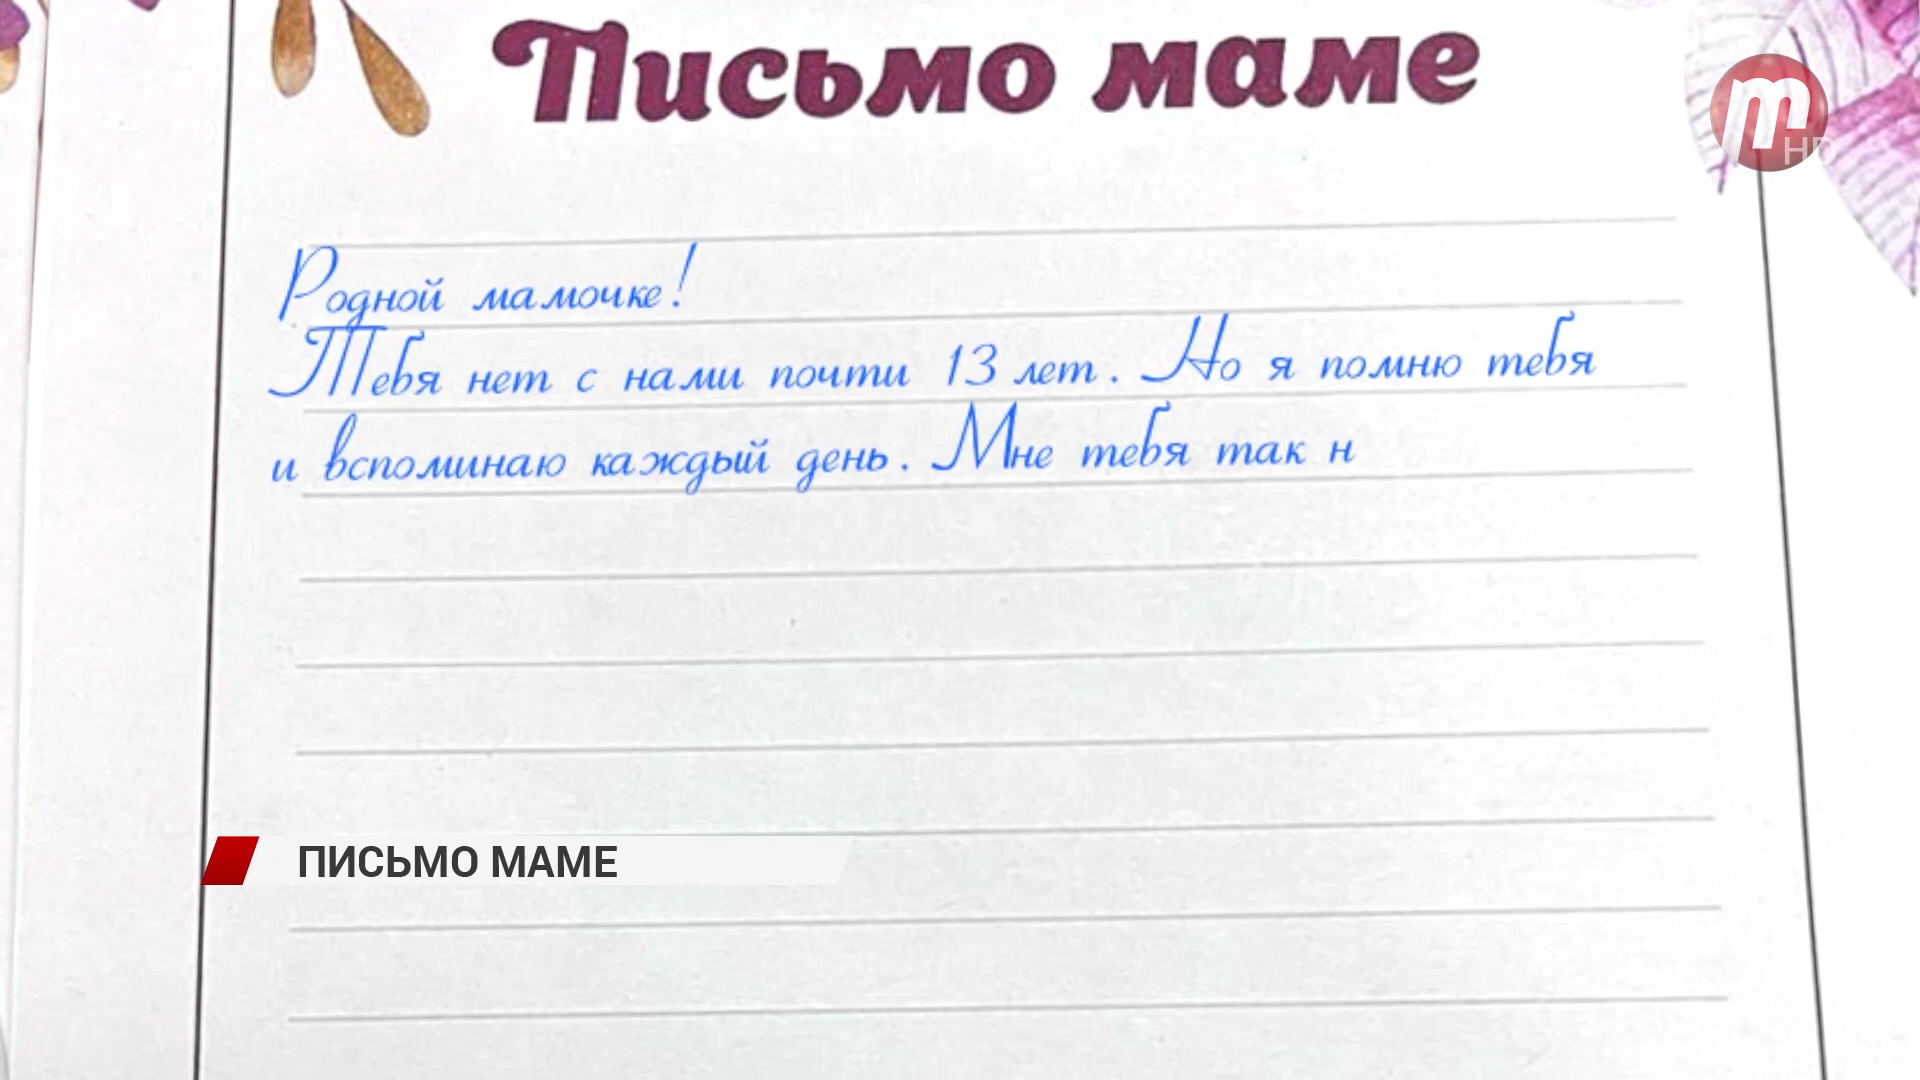 Письмо маме
m
HD
Родной мамочке!
Тебя нет с нами почти 13 лет. Но я помню тебя
и вспоминаю каждый день. Мне тебя так н
ПИСЬМО МАМЕ